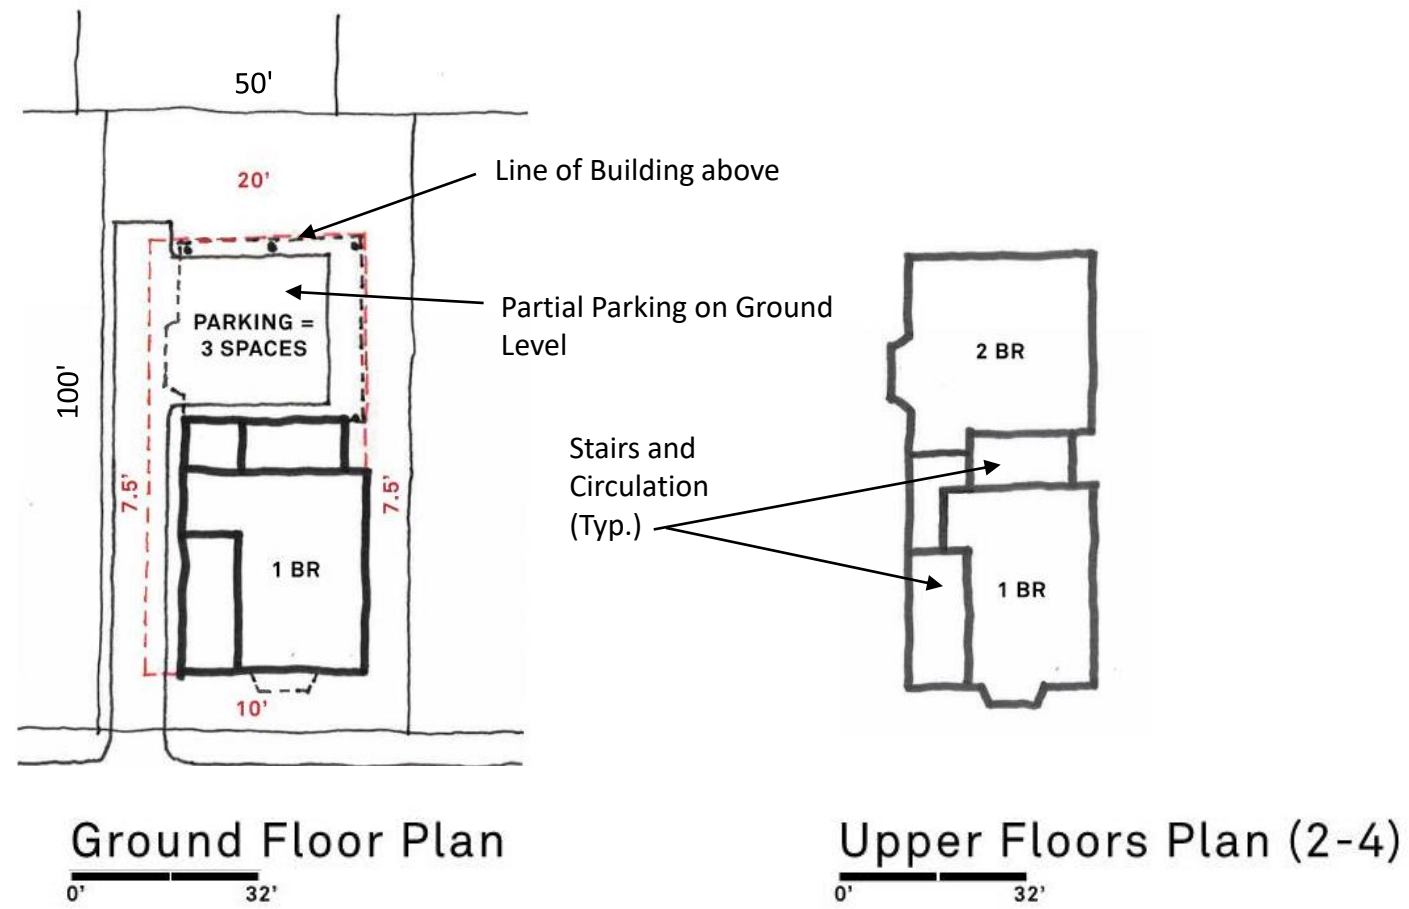 50'
20'
Line of Building above
Partial Parking on Ground
Level
PARKING =
3 SPACES
2 BR
100'
Stairs and
Circulation
(Typ.)
7.5'
7.5'
1 BR
1 BR
10'
Ground Floor Plan
0' 32'
Upper Floors Plan (2-4)
0' 32'